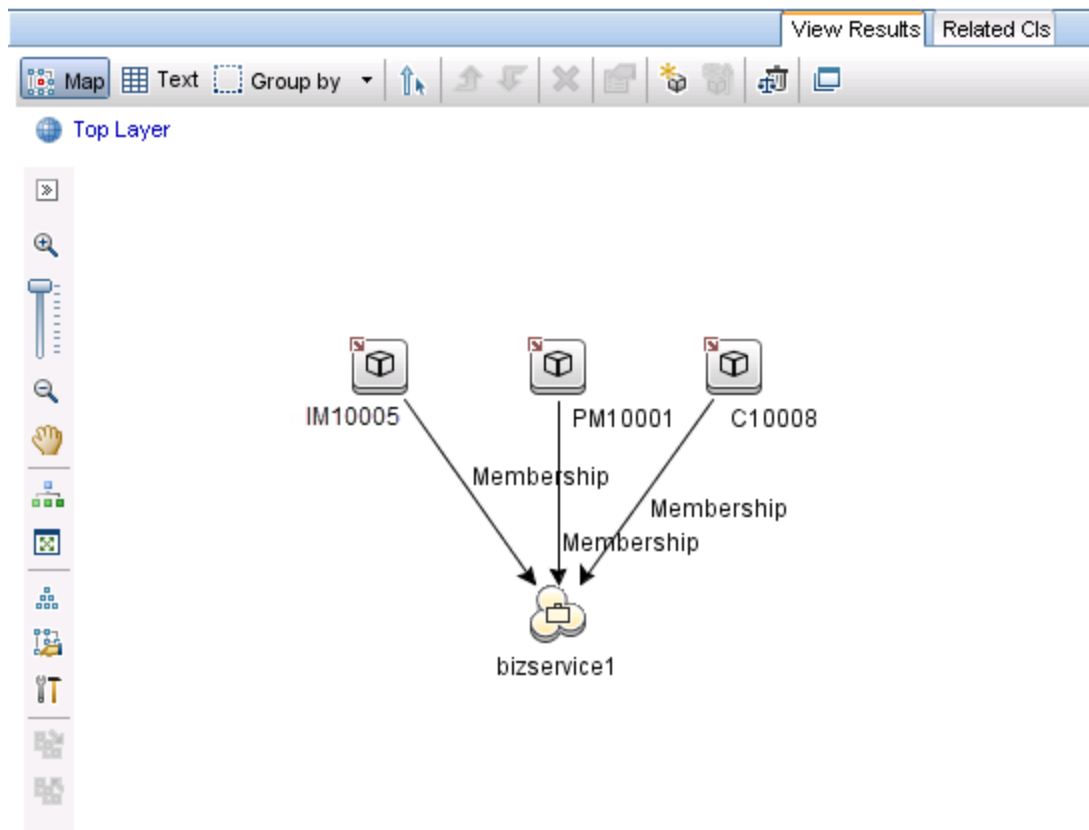 View Results Related CIs
Map Text Group by
Top Layer
IM10005 PM10001 C10008
Membership
Membership
Membership
bizservice1